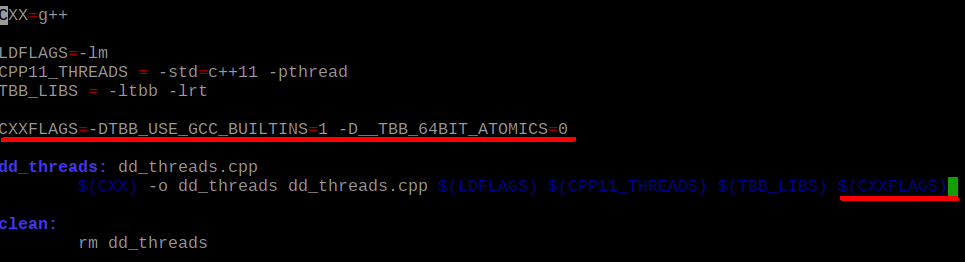 CXX=g++
LDFLAGS=-lm
CPP11_THREADS = -std=c++11 -pthread
TBB_LIBS = -ltbb -lrt
CXXFLAGS=-DTBB_USE_GCC_BUILTINS=1 -D__TBB_64BIT_ATOMICS=0
dd_threads: dd_threads.cpp
$(CXX) -o dd_threads dd_threads.cpp $(LDFLAGS) $(CPP11_THREADS) $(TBB_LIBS) $(CXXFLAGS)
clean:
rm dd_threads